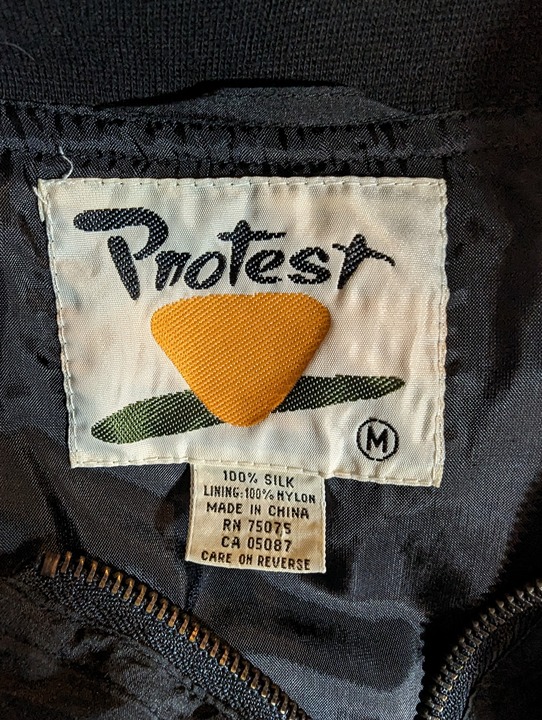 Protest
M
100% SILK
LINING: 100% NYLON
MADE IN CHINA
RN 75075
CA 05087
CARE ON REVERSE